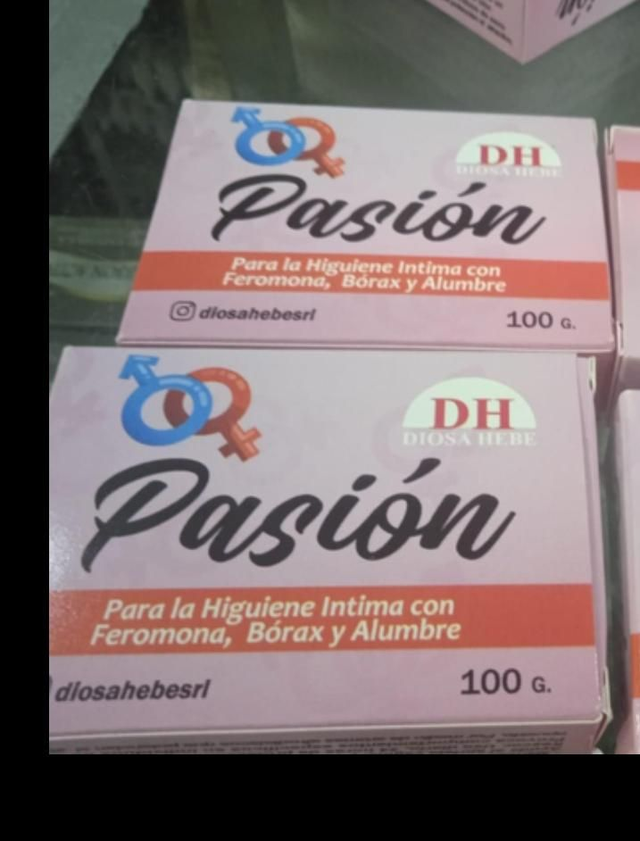 DH
DIOSA HEBE
Pasión
Para la Higuiene Intima con
Feromona, Bórax y Alumbre
diosahebesrl
100 G.
DH
DIOSA HEBE
Pasión
Para la Higuiene Intima con
Feromona, Bórax y Alumbre
diosahebesrl
100 G.